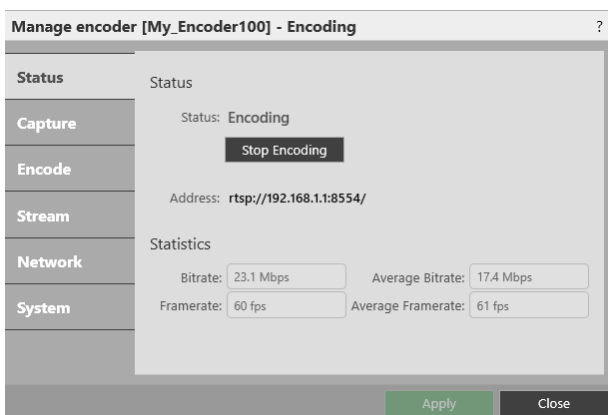 Manage encoder [My_Encoder100] - Encoding ?
Status
Capture
Encode
Stream
Network
System
Status
Status: Encoding
Stop Encoding
Address: rtsp://192.168.1.1:8554/
Statistics
Bitrate: 23.1 Mbps Average Bitrate: 17.4 Mbps
Framerate: 60 fps Average Framerate: 61 fps
Apply Close